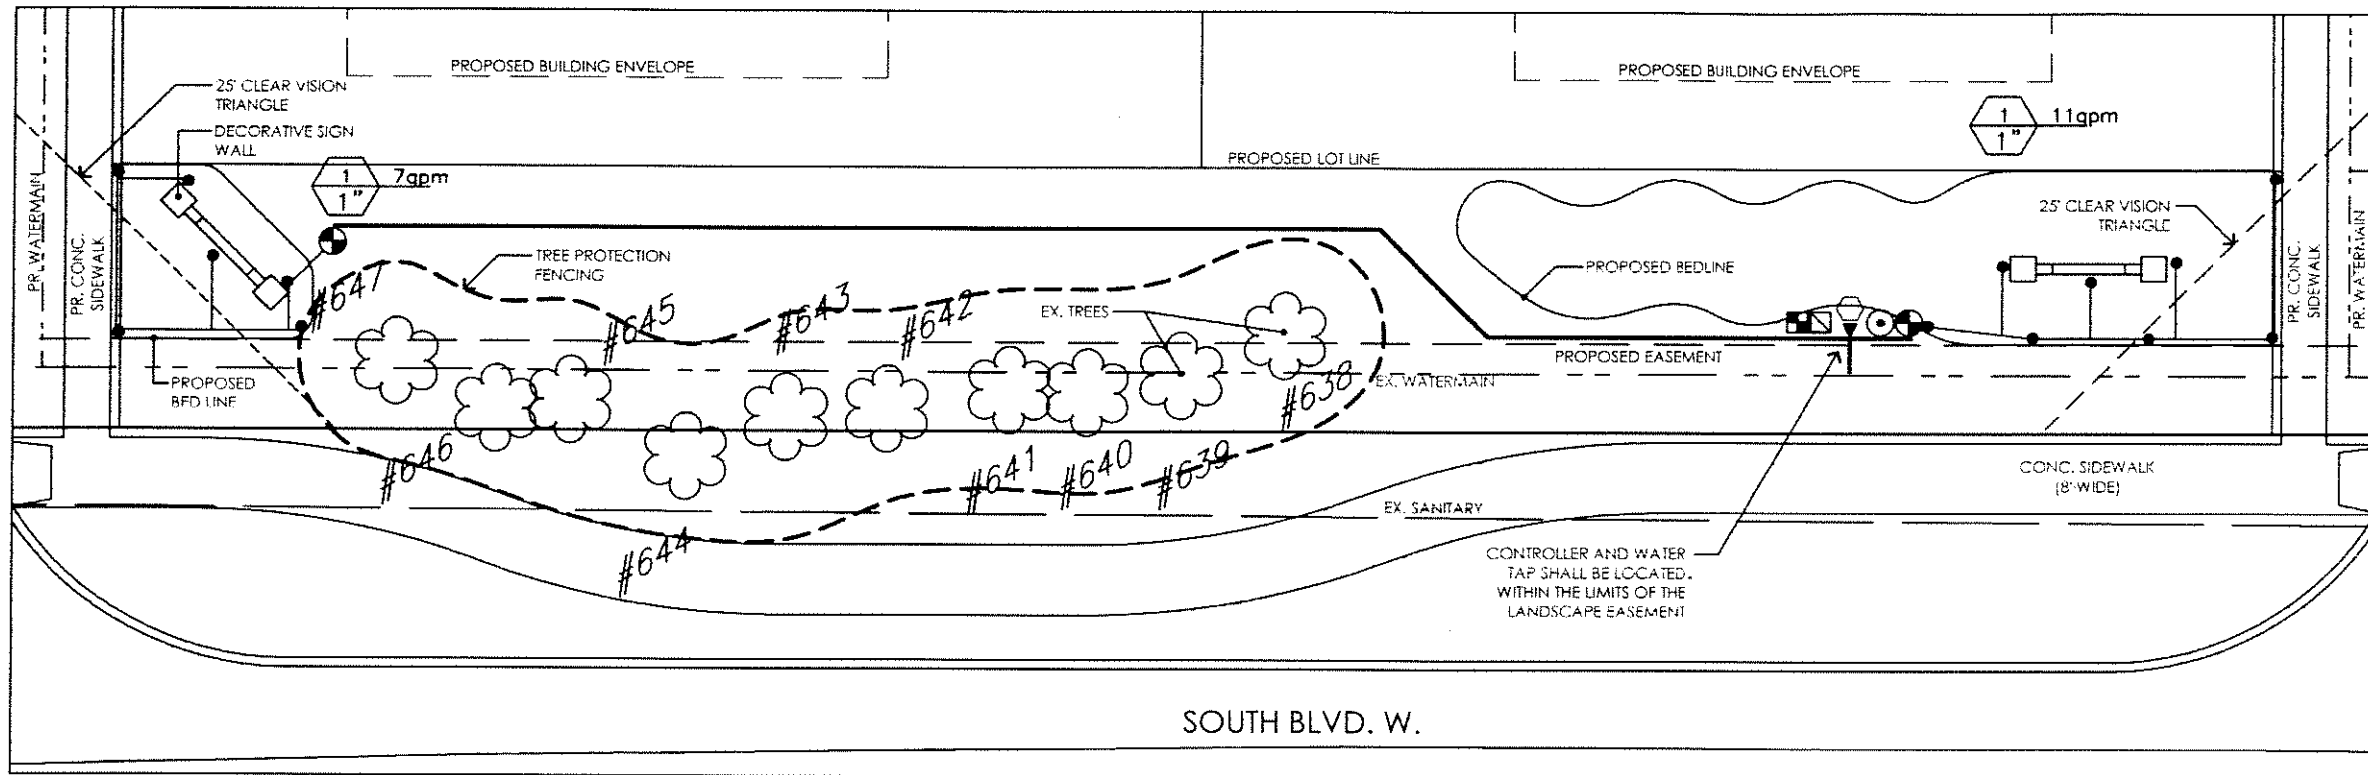 PROPOSED BUILDING ENVELOPE
PROPOSED BUILDING ENVELOPE
25' CLEAR VISION
TRIANGLE
DECORATIVE SIGN
WALL
1
1"
7gpm
1
1"
11gpm
PROPOSED LOT LINE
PR. WATERMAIN
PR. CONC.
SIDEWALK
TREE PROTECTION
FENCING
25' CLEAR VISION
TRIANGLE
PROPOSED BEDLINE
PR. CONC.
SIDEWALK
PR. WATERMAIN
#647
#645
#643
#642
EX. TREES
PROPOSED EASEMENT
EX. WATERMAIN
#638
PROPOSED
BED LINE
#646
#641
#640
#639
CONC. SIDEWALK
(8'-WIDE)
EX. SANITARY
#644
CONTROLLER AND WATER
TAP SHALL BE LOCATED.
WITHIN THE LIMITS OF THE
LANDSCAPE EASEMENT
SOUTH BLVD. W.